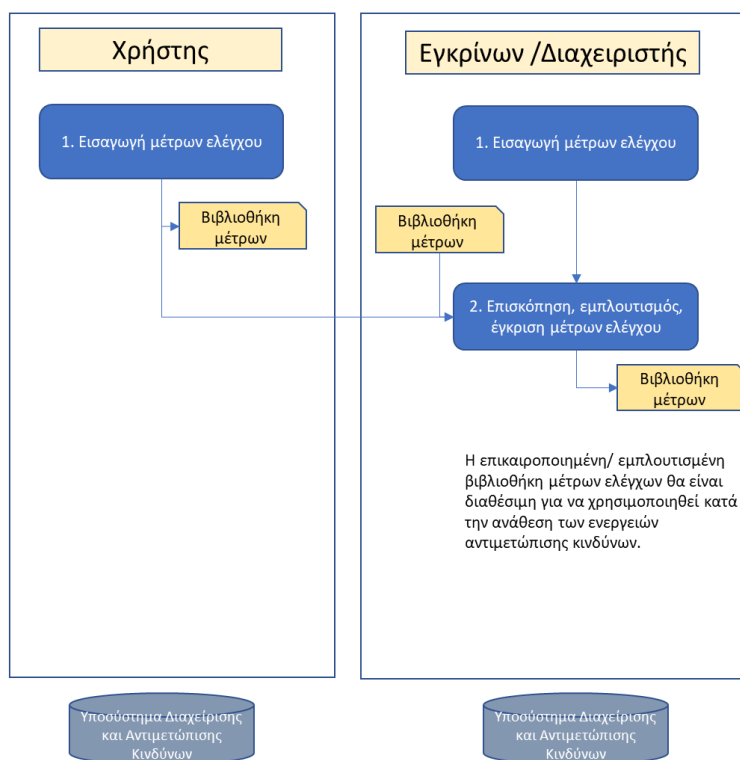 Χρήστης
1. Εισαγωγή μέτρων ελέγχου
Βιβλιοθήκη
μέτρων
Εγκρίνων /Διαχειριστής
1. Εισαγωγή μέτρων ελέγχου
Βιβλιοθήκη
μέτρων
2. Επισκόπηση, εμπλουτισμός,
έγκριση μέτρων ελέγχου
Βιβλιοθήκη
μέτρων
Η επικαιροποιημένη/ εμπλουτισμένη
βιβλιοθήκη μέτρων ελέγχων θα είναι
διαθέσιμη για να χρησιμοποιηθεί κατά
την ανάθεση των ενεργειών
αντιμετώπισης κινδύνων.
Υποσύστημα Διαχείρισης
και Αντιμετώπισης
Κινδύνων
Υποσύστημα Διαχείρισης
και Αντιμετώπισης
Κινδύνων